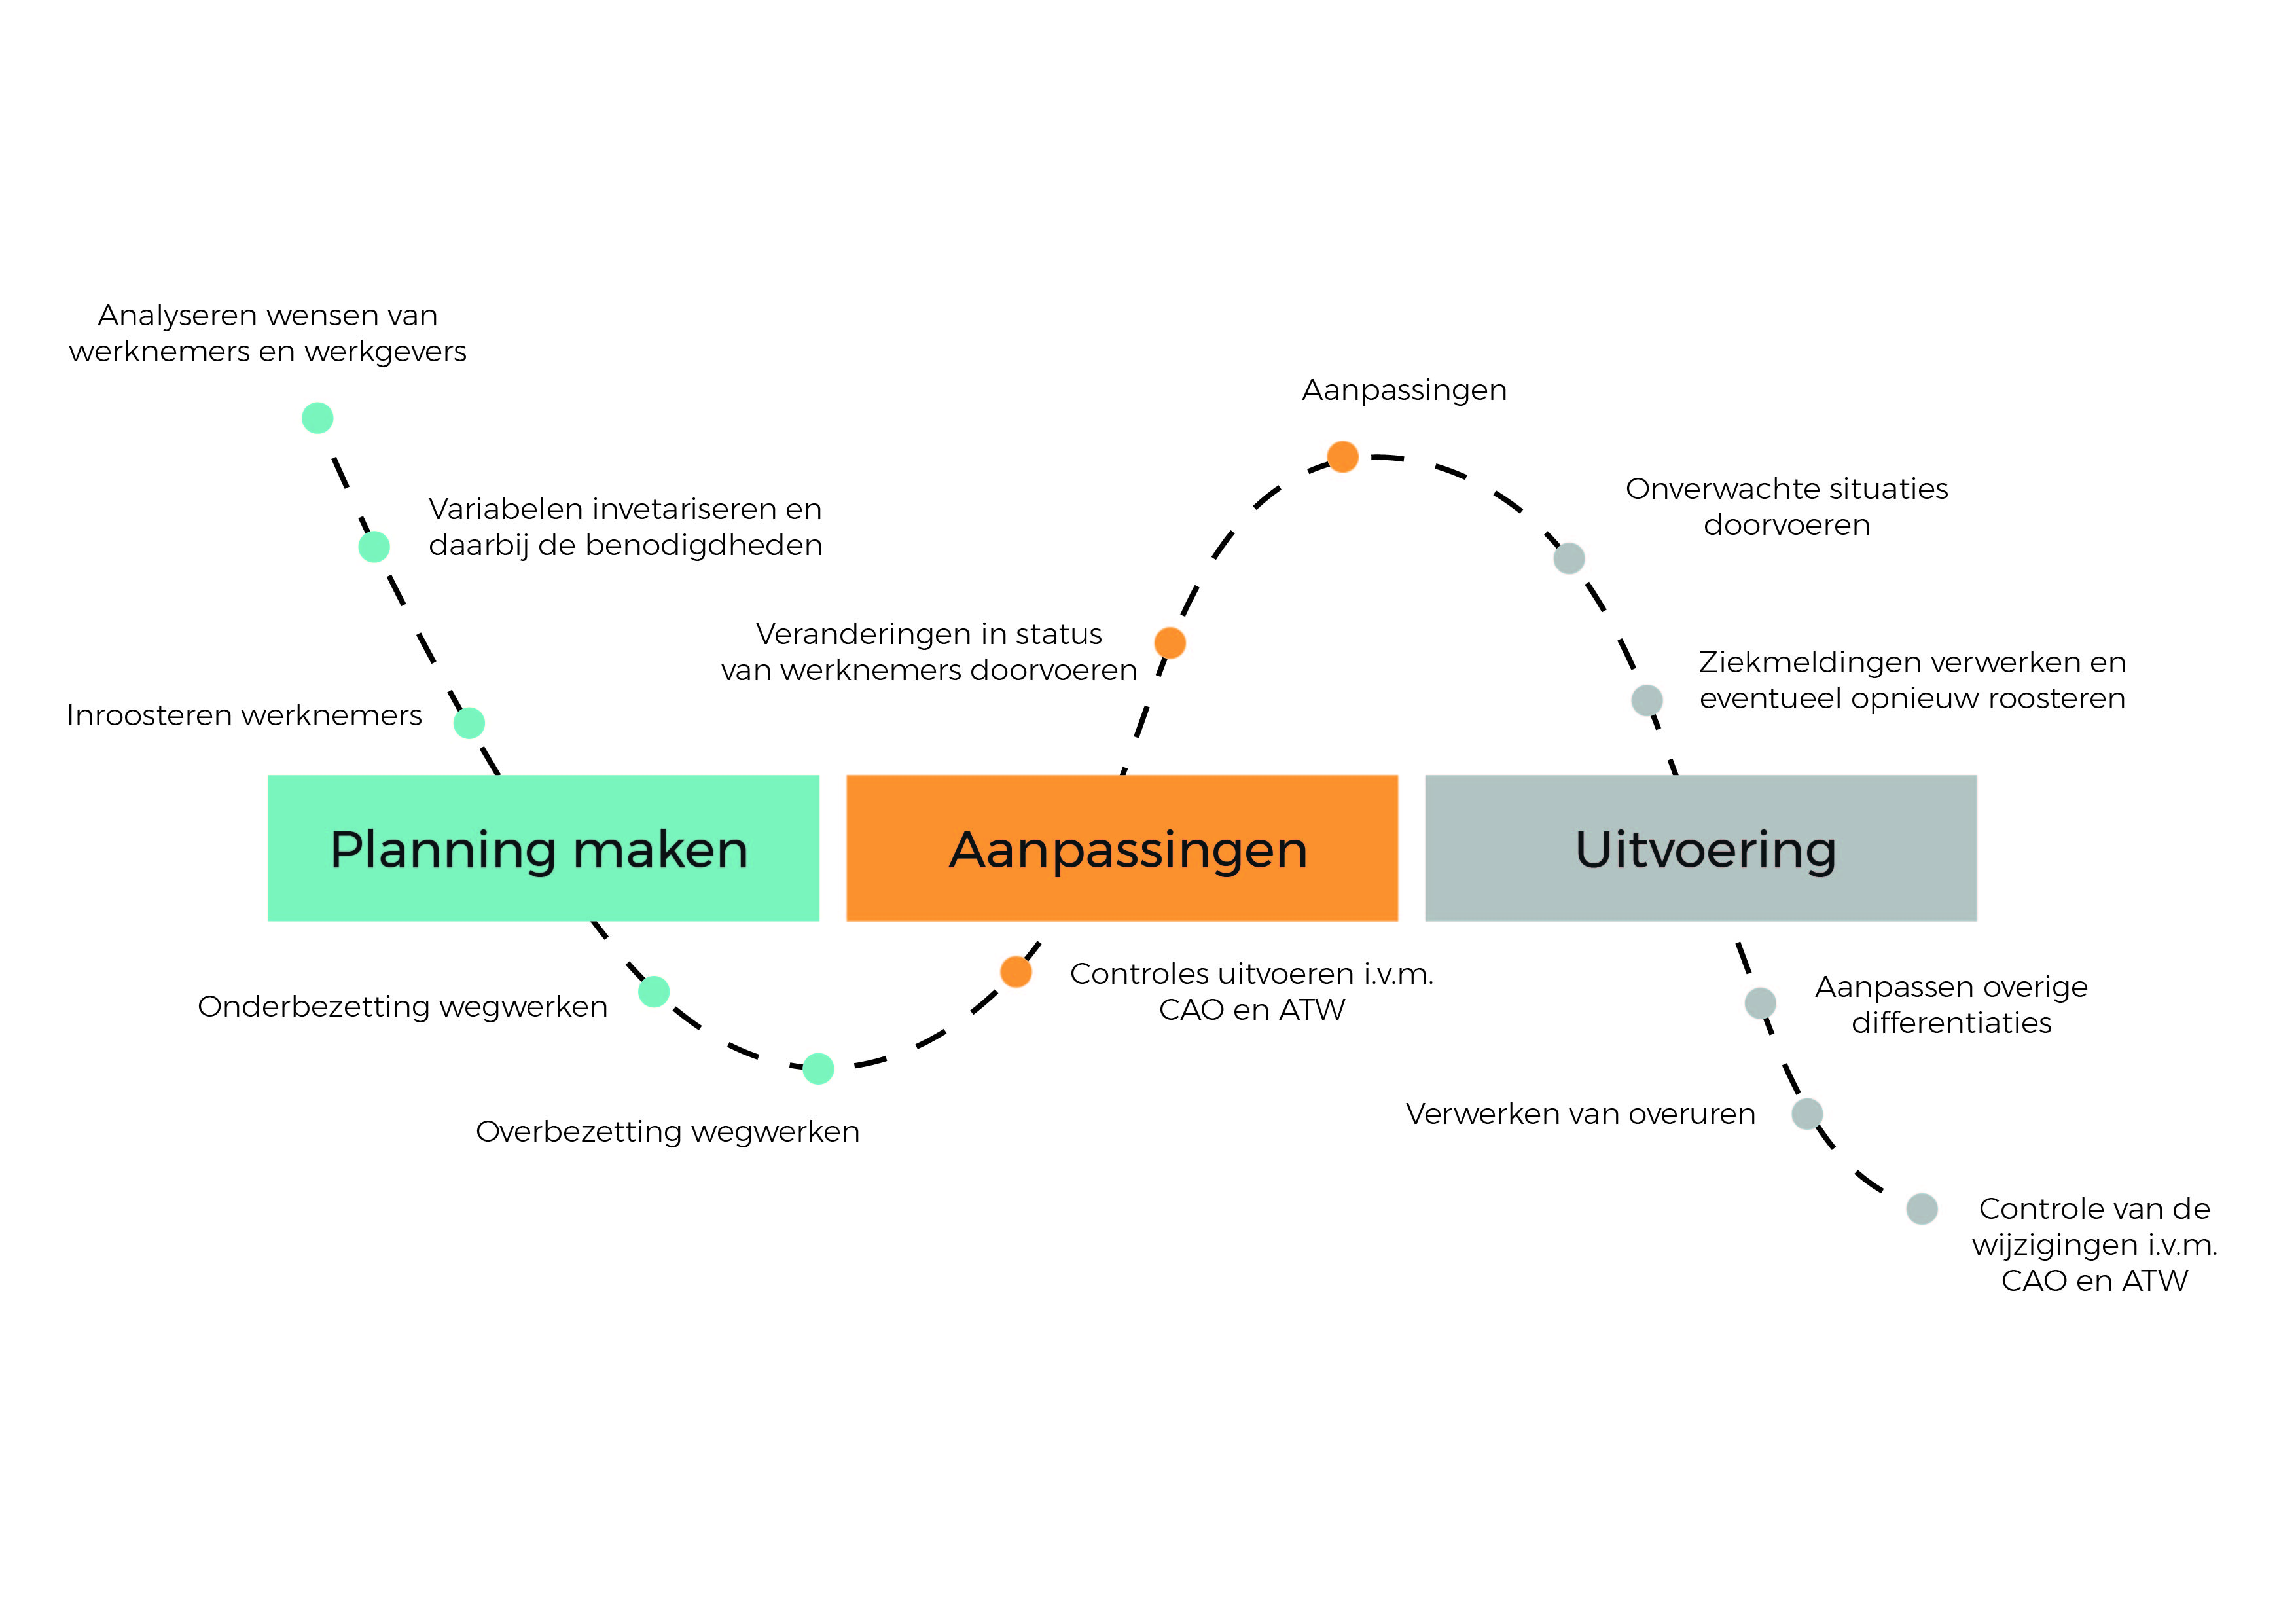 Analyseren wensen van
werknemers en werkgevers
Variabelen invetariseren en
daarbij de benodigdheden
Inroosteren werknemers
Planning maken
Onderbezetting wegwerken
Overbezetting wegwerken
Aanpassingen
Controles uitvoeren i.v.m.
CAO en ATW
Veranderingen in status
van werknemers doorvoeren
Aanpassingen
Onverwachte situaties
doorvoeren
Ziekmeldingen verwerken en
eventueel opnieuw roosteren
Uitvoering
Aanpassen overige
differentiaties
Verwerken van overuren
Controle van de
wijzigingen i.v.m.
CAO en ATW